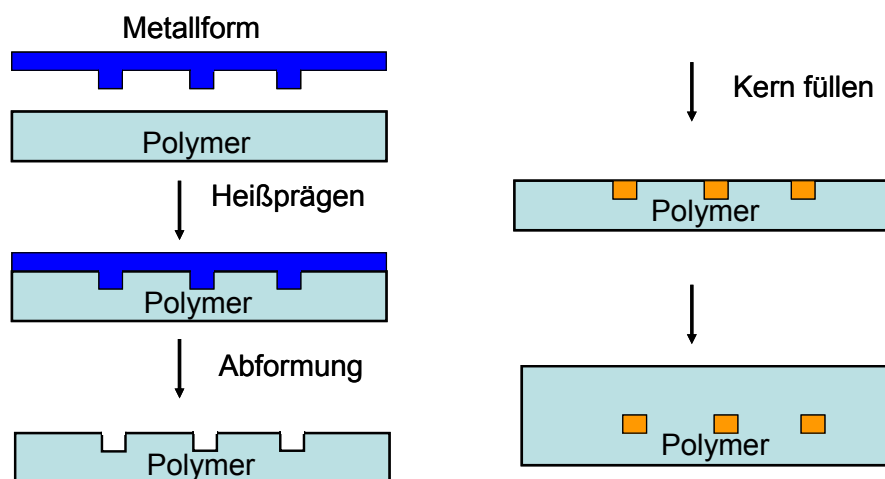 Metallform
Polymer
Heißprägen
Polymer
Abformung
Polymer
Kern füllen
Polymer
Polymer